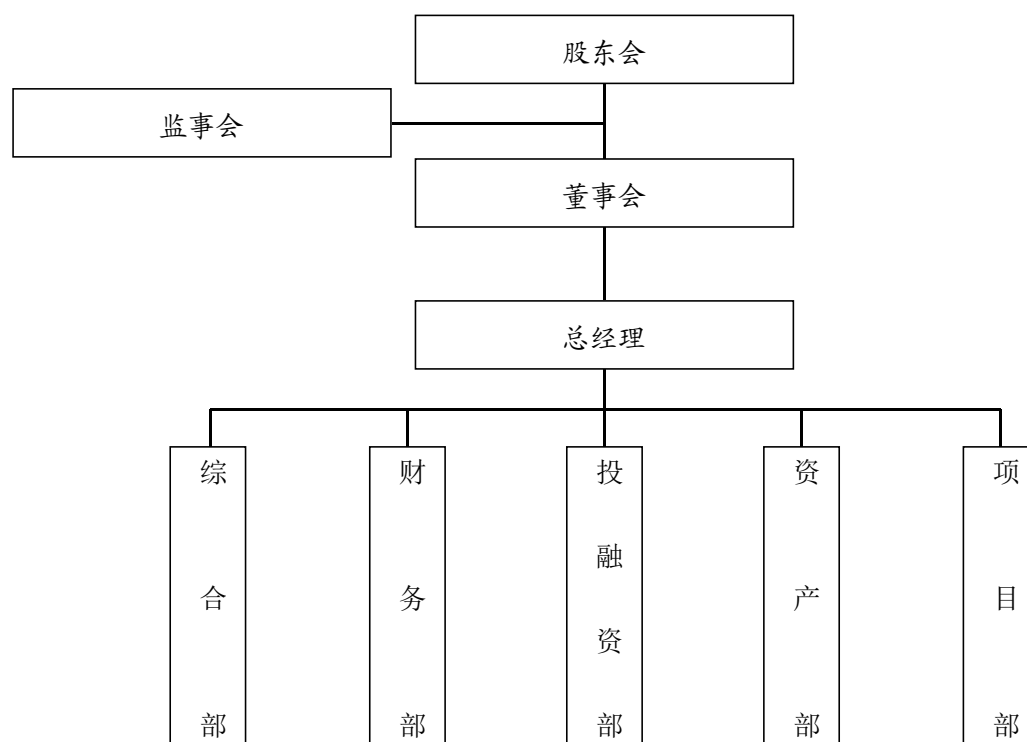 股东会
监事会
董事会
总经理
综合部
财务部
投融资部
资产部
项目部